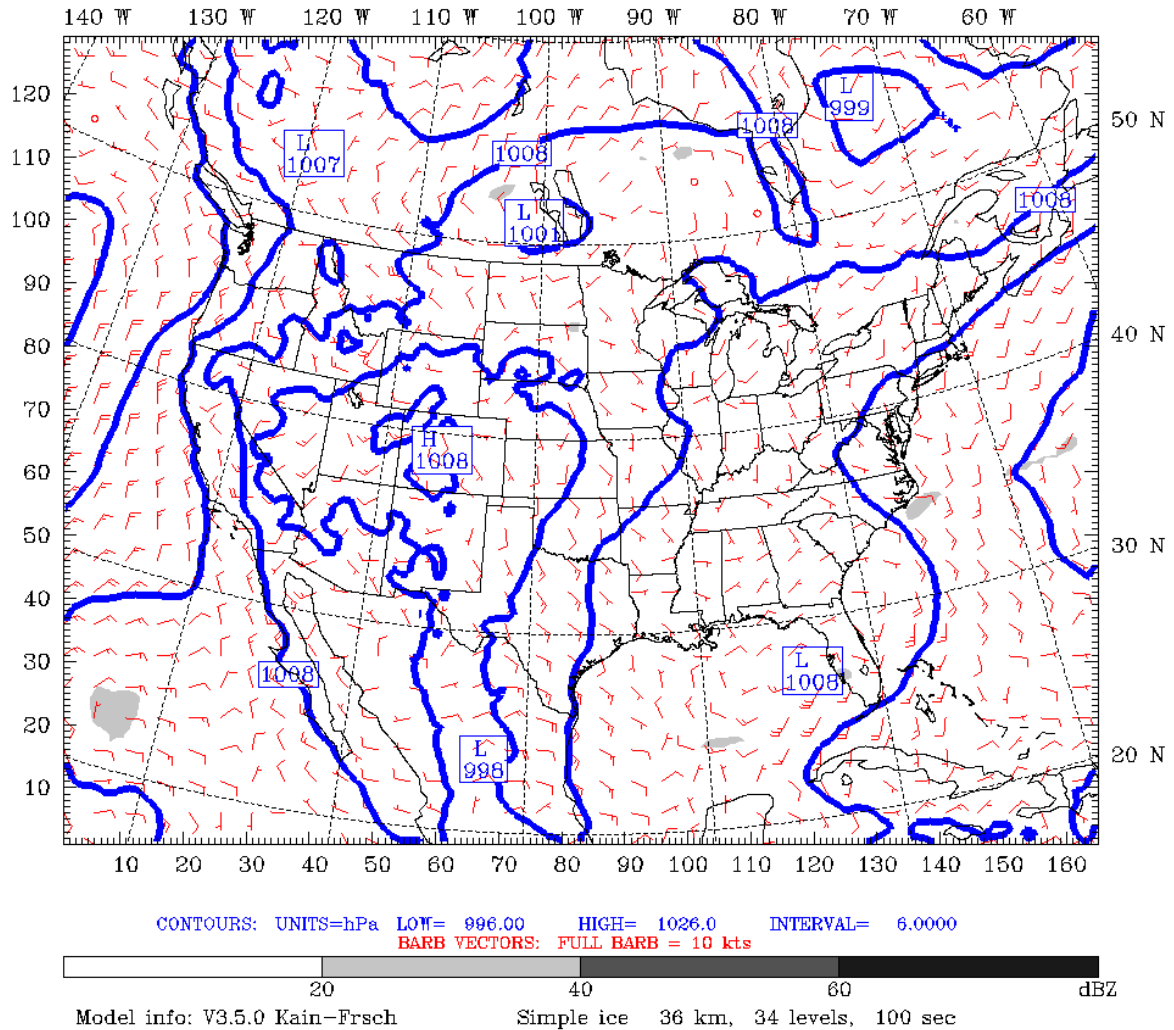 140 W 130 W 120 W 110 W 100 W 90 W 80 W 70 W 60 W
120
110
100
90
80
70
60
50
40
30
20
10
50 N
40 N
30 N
20 N
L
999
1008
L
1007
1008
L
1001
1008
H
1008
L
1008
1008
L
998
10 20 30 40 50 60 70 80 90 100 110 120 130 140 150 160
CONTOURS: UNITS=hPa LOW= 996.00 HIGH= 1026.0 INTERVAL= 6.0000
BARB VECTORS: FULL BARB = 10 kts
20 40 60 dBZ
Model info: V3.5.0 Kain-Frsch Simple ice 36 km, 34 levels, 100 sec